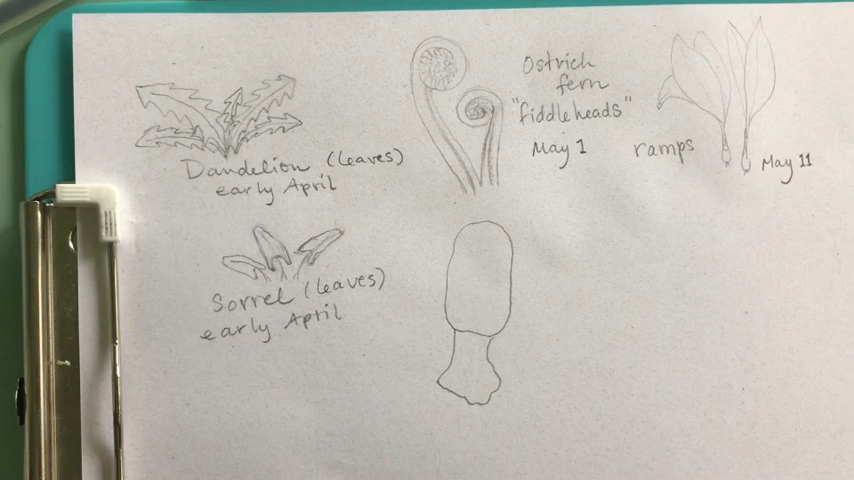 Dandelion (leaves)
early April
Ostrich
fern
"fiddleheads"
May 1
ramps
May 11
Sorrel (leaves)
early April